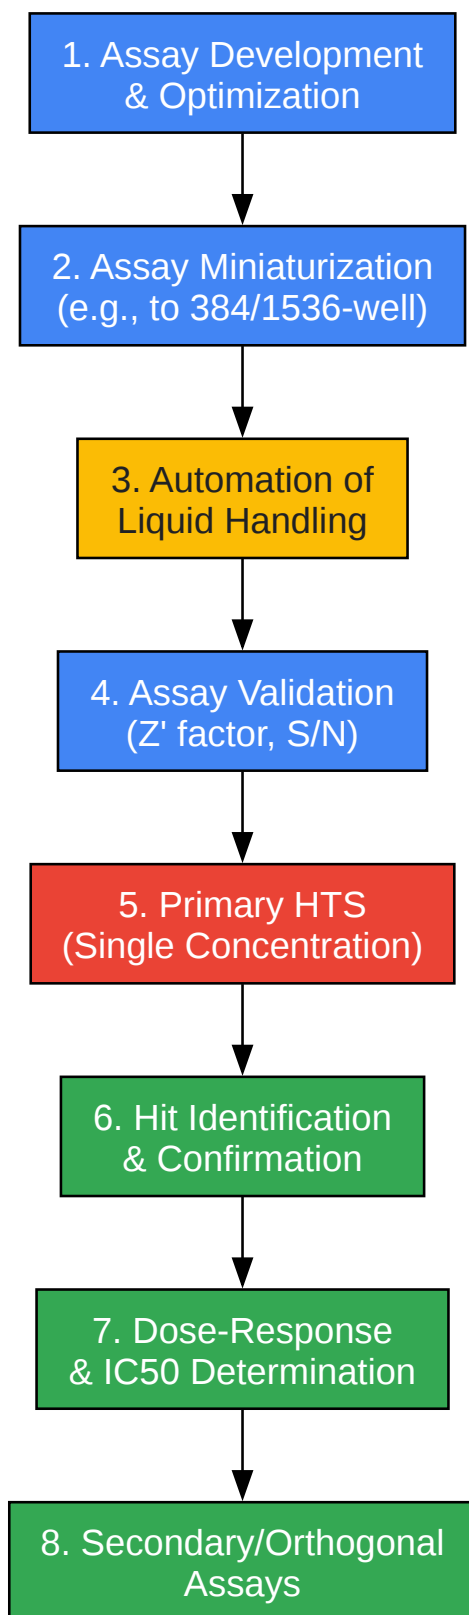 1. Assay Development
& Optimization
2. Assay Miniaturization
(e.g., to 384/1536-well)
3. Automation of
Liquid Handling
4. Assay Validation
(Z' factor, S/N)
5. Primary HTS
(Single Concentration)
6. Hit Identification
& Confirmation
7. Dose-Response
& IC50 Determination
8. Secondary/Orthogonal
Assays